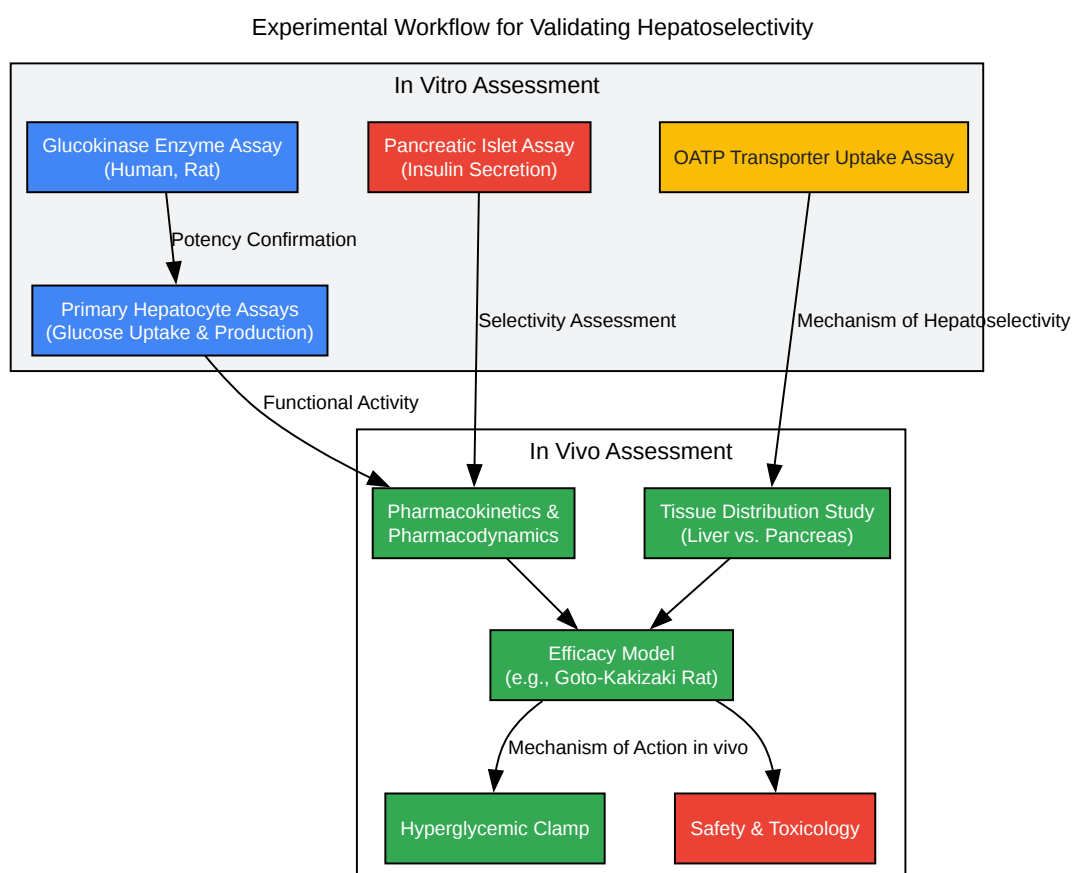 Experimental Workflow for Validating Hepatoselectivity
In Vitro Assessment
Glucokinase Enzyme Assay
(Human, Rat)
Pancreatic Islet Assay
(Insulin Secretion)
OATP Transporter Uptake Assay
Potency Confirmation
Primary Hepatocyte Assays
(Glucose Uptake & Production)
Selectivity Assessment
Mechanism of Hepatoselectivity
Functional Activity
In Vivo Assessment
Pharmacokinetics &
Pharmacodynamics
Tissue Distribution Study
(Liver vs. Pancreas)
Efficacy Model
(e.g., Goto-Kakizaki Rat)
Mechanism of Action in vivo
Hyperglycemic Clamp
Safety & Toxicology